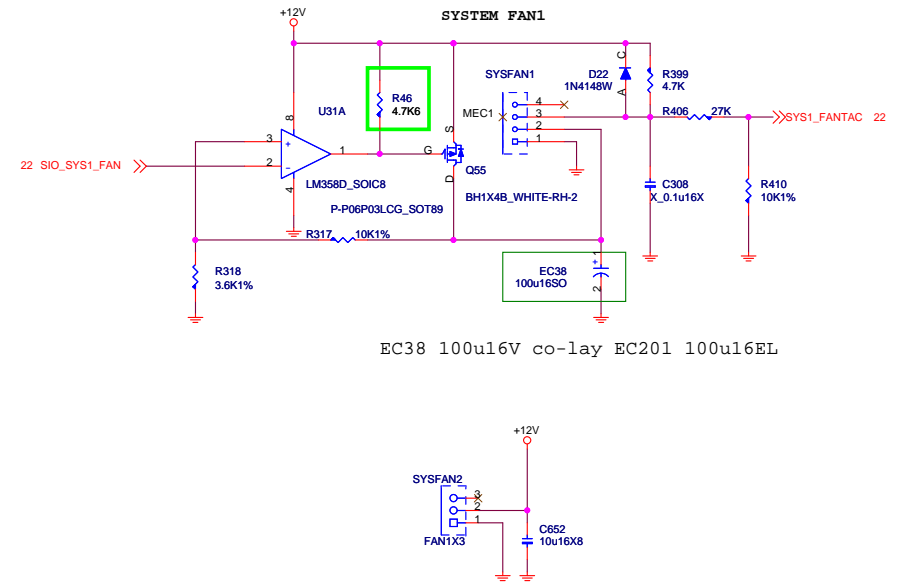 +12V
SYSTEM FAN1
C
D22
1N4148W
A
R399
4.7K
SYSFAN1
R46
4.7K6
MEC1
4
3
2
1
R406
27K
SYS1_FANTAC 22
U31A
8
3
+
2
-
1
4
22 SIO_SYS1_FAN
LM358D_SOIC8
S
G
D
Q55
P-P06P03LCG_SOT89
BH1X4B_WHITE-RH-2
C308
X_0.1u16X
R410
10K1%
R317
10K1%
R318
3.6K1%
EC38
100u16SO
+
1
2
EC38 100u16V co-lay EC201 100u16EL
+12V
SYSFAN2
3
2
1
FAN1X3
C652
10u16X8